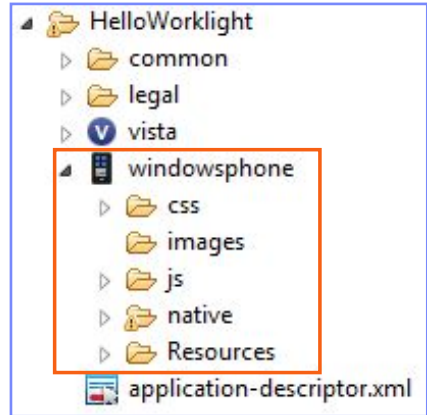 HelloWorklight
common
legal
V vista
windowsphone
css
images
js
native
Resources
application-descriptor.xml